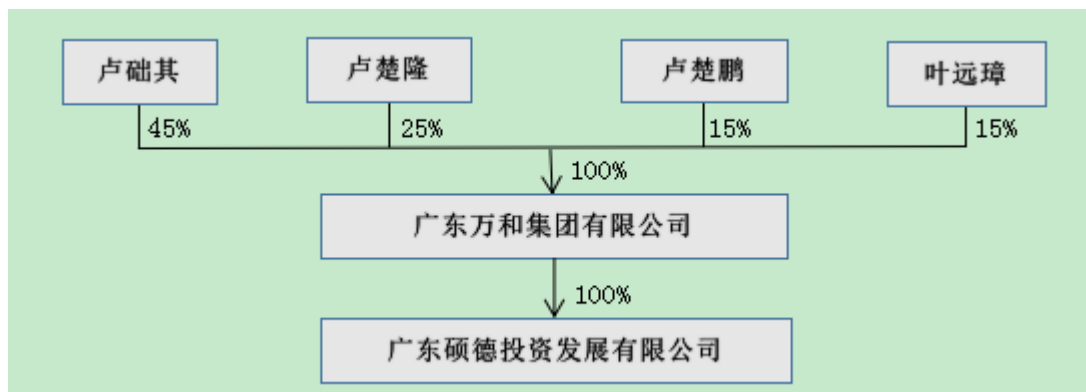 卢础其
卢楚隆
卢楚鹏
叶远璋
45%
25%
15%
15%
100%
广东万和集团有限公司
100%
广东硕德投资发展有限公司